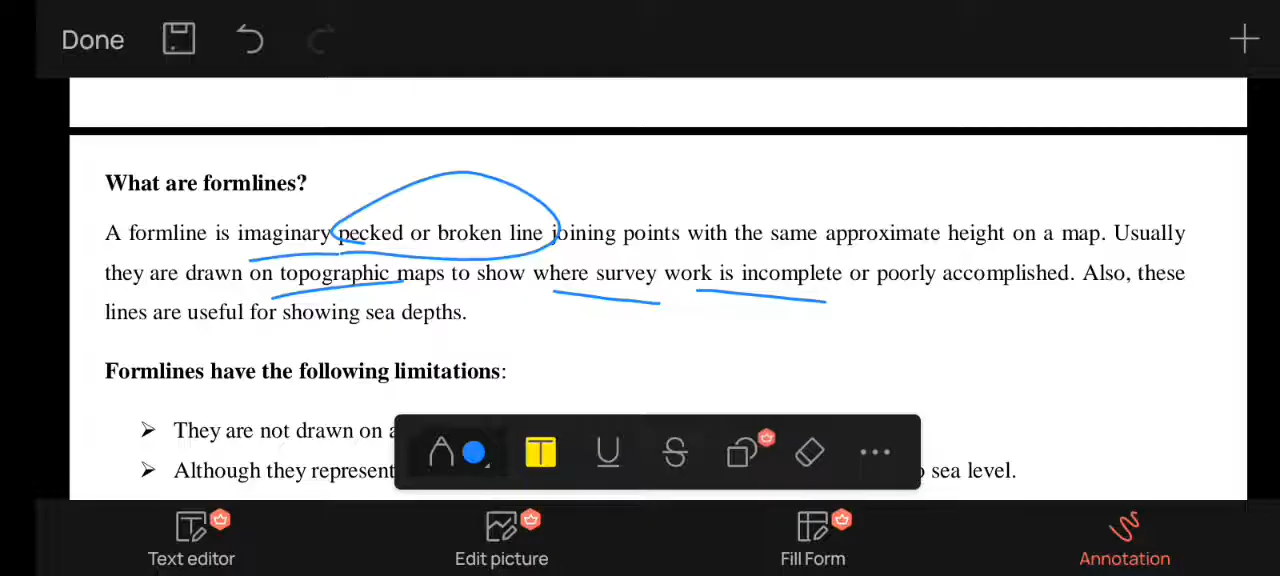 Done
What are formlines?
A formline is imaginary pecked or broken line joining points with the same approximate height on a map. Usually
they are drawn on topographic maps to show where survey work is incomplete or poorly accomplished. Also, these
lines are useful for showing sea depths.
Formlines have the following limitations:
➢ They are not drawn on
➢ Although they represent sea level.
T
U
S
Text editor
Edit picture
Fill Form
Annotation